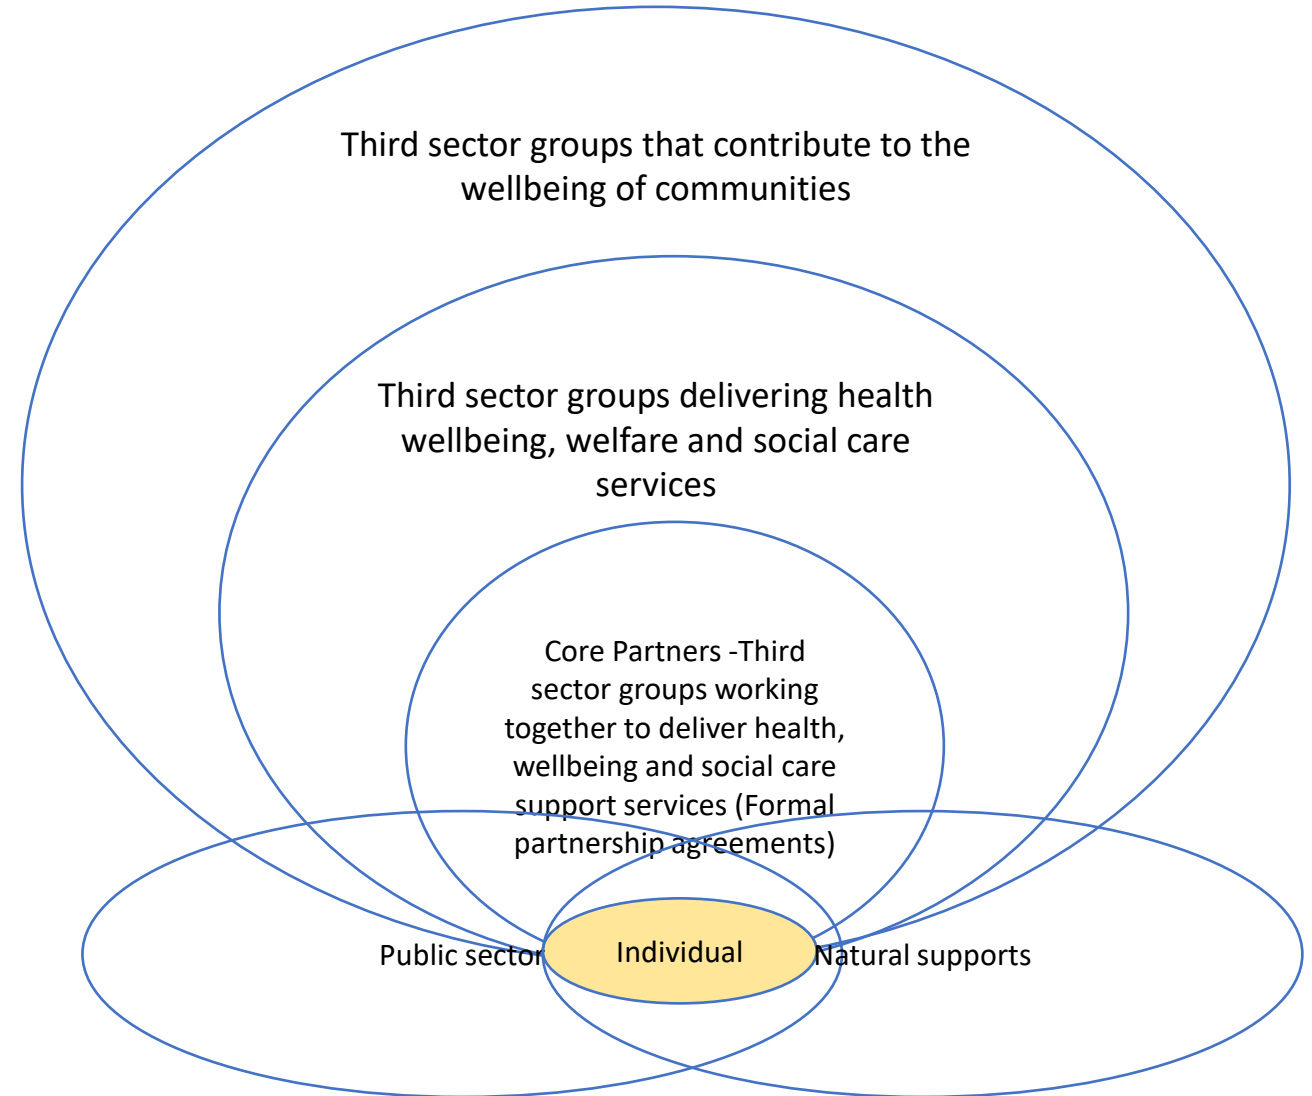 Third sector groups that contribute to the
wellbeing of communities
Third sector groups delivering health
wellbeing, welfare and social care
services
Core Partners -Third
sector groups working
together to deliver health,
wellbeing and social care
support services (Formal
partnership agreements)
Public sector
Individual
Natural supports